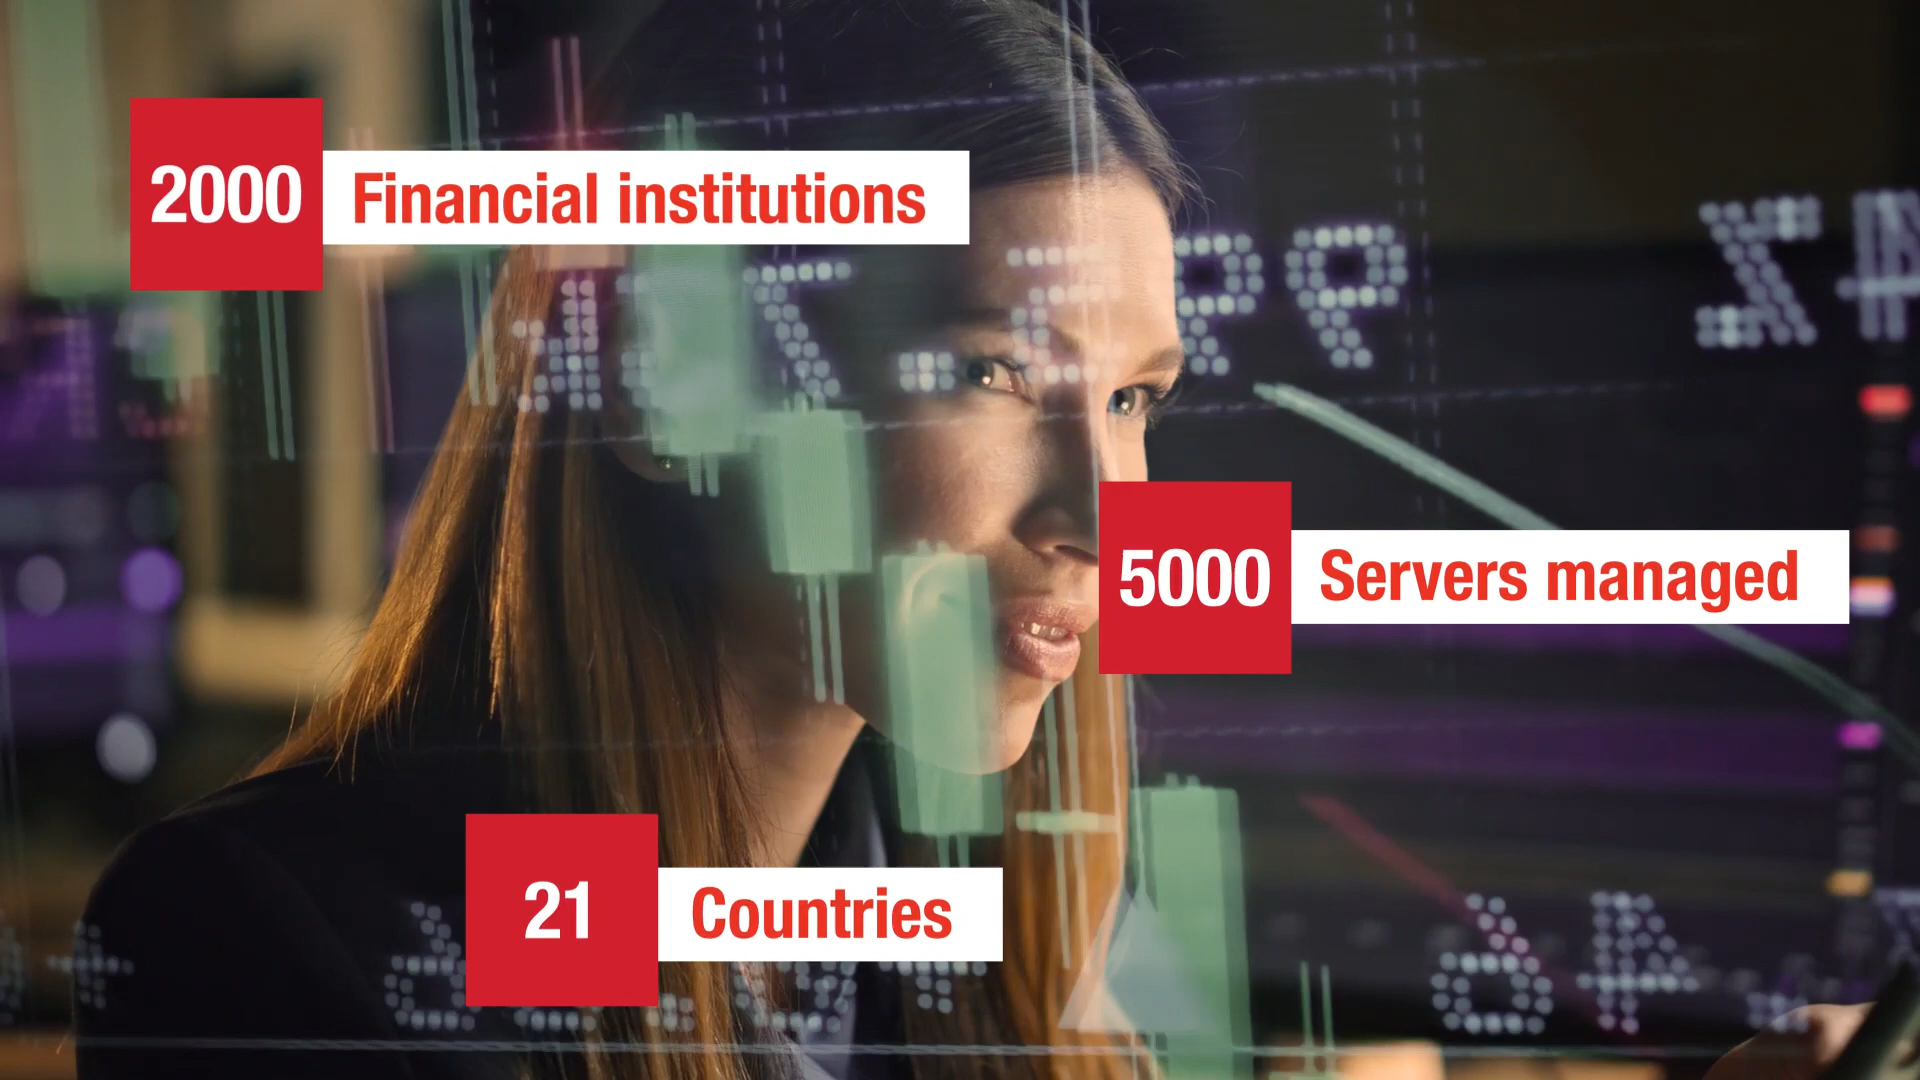 2000 Financial institutions
5000 Servers managed
21 Countries